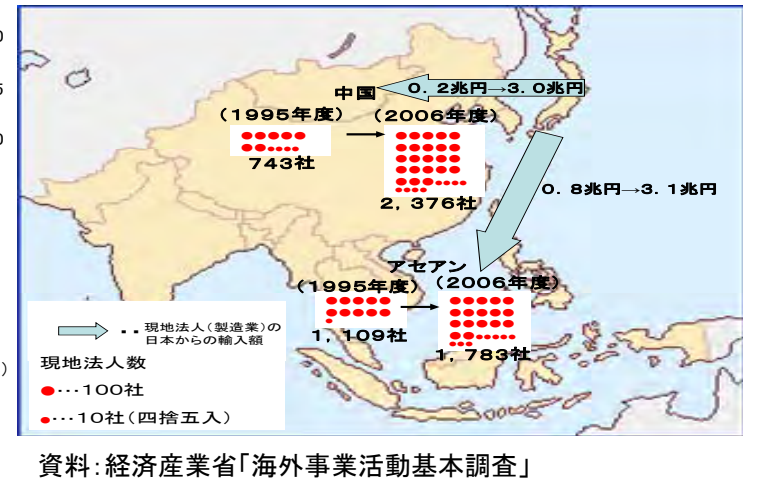 0
5
0
)
中国
0．2兆円→3．0兆円
（1995年度）
（2006年度）
743社
2，376社
0．8兆円→3．1兆円
アセアン
（1995年度）
（2006年度）
1，109社
1，783社
‥現地法人（製造業）の
日本からの輸入額
現地法人数
●…100社
●…10社（四捨五入）
資料：経済産業省「海外事業活動基本調査」